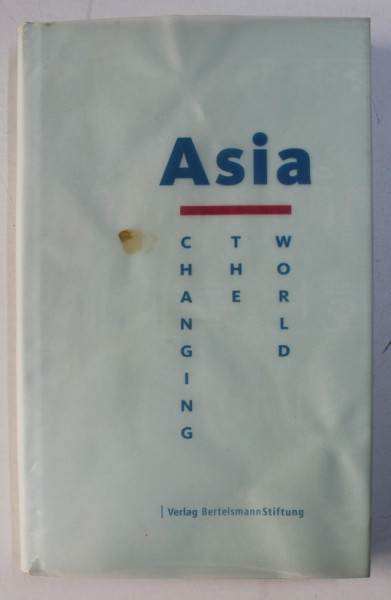 Asia
CHANGING
THE
WORLD
Verlag BertelsmannStiftung